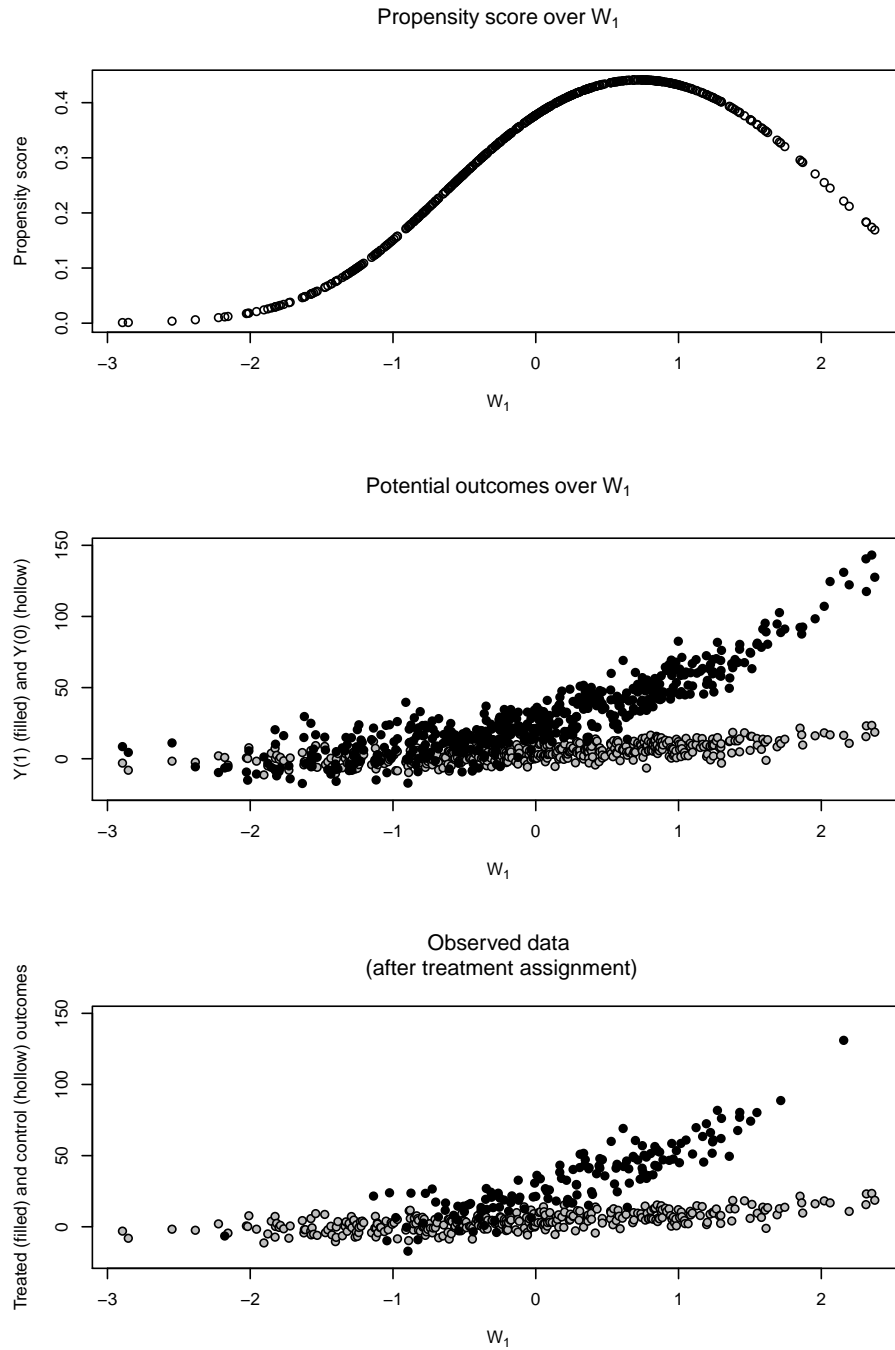 Propensity score over W₁
Propensity score
0.4
0.3
0.2
0.1
0.0
−3 −2 −1 0 1 2
W₁
Potential outcomes over W₁
Y(1) (filled) and Y(0) (hollow)
150
100
50
0
−3 −2 −1 0 1 2
W₁
Observed data
(after treatment assignment)
Treated (filled) and control (hollow) outcomes
150
100
50
0
−3 −2 −1 0 1 2
W₁